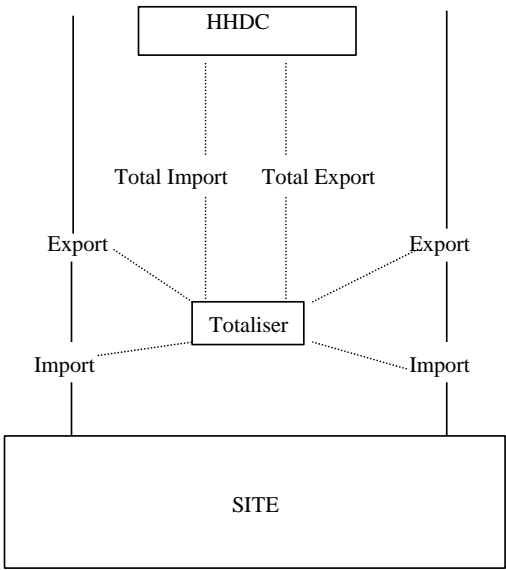 HHDC
Total Import Total Export
Export Export
Totaliser
Import Import
SITE